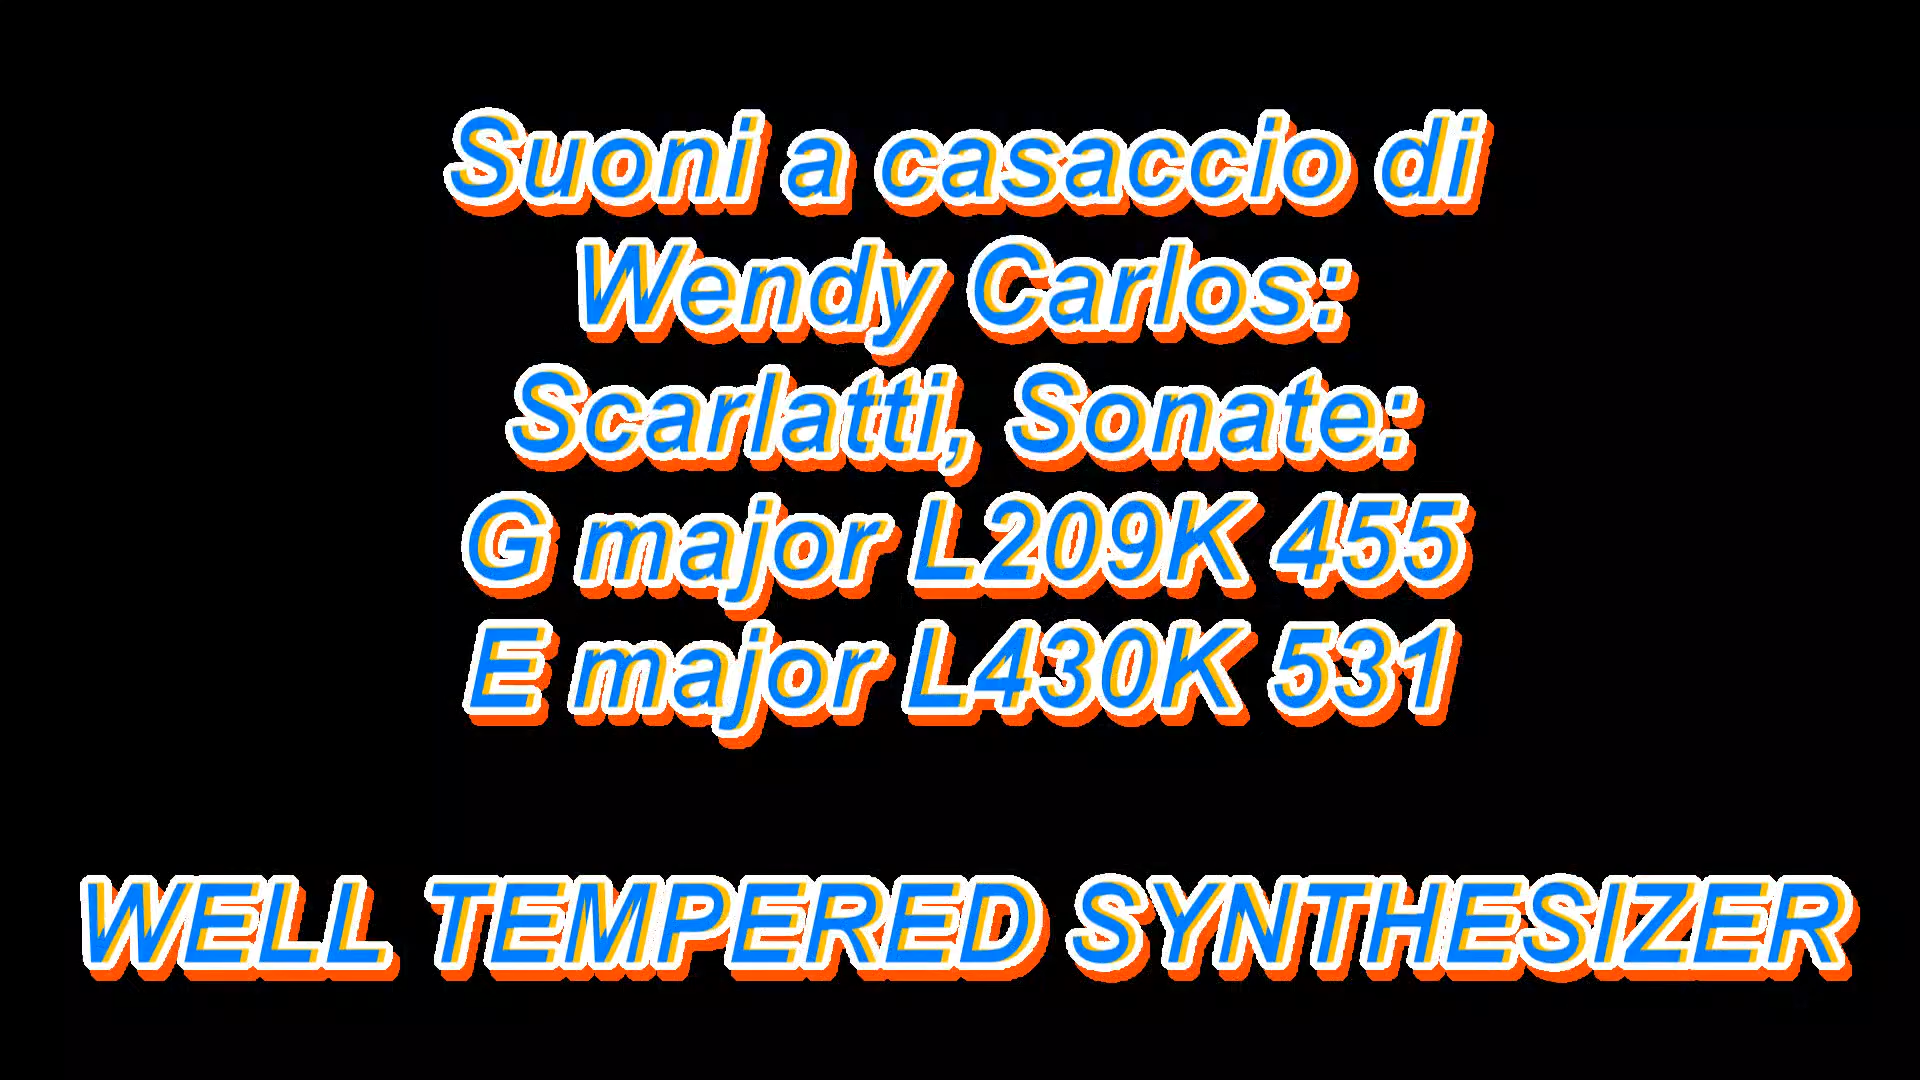 Suoni a casaccio di
Wendy Carlos:
Scarlatti, Sonate:
G major L209K 455
E major L430K 531
WELL TEMPERED SYNTHESIZER